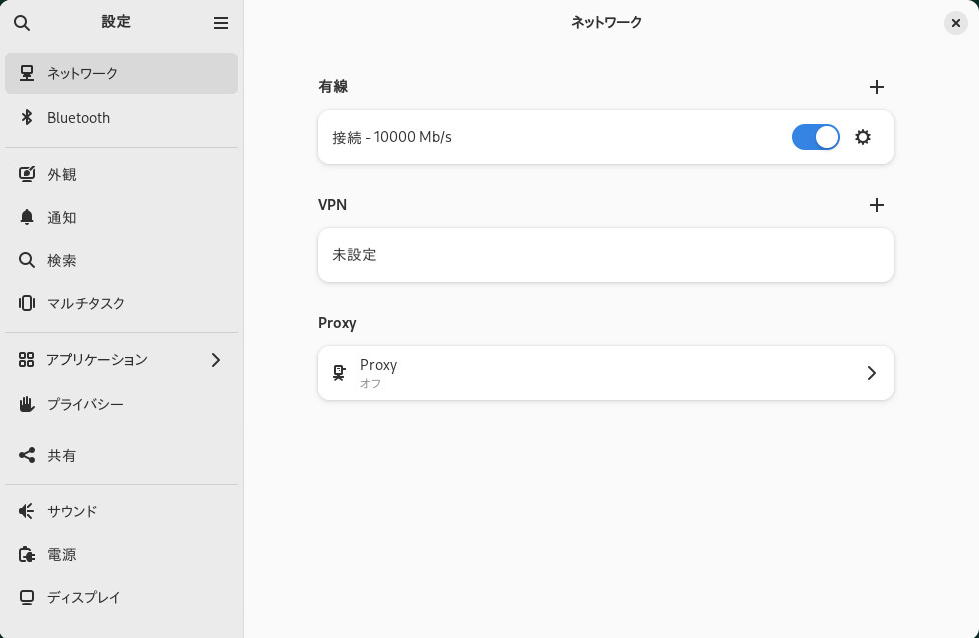 設定
ネットワーク
Bluetooth
外観
通知
検索
マルチタスク
アプリケーション
プライバシー
共有
サウンド
電源
ディスプレイ
ネットワーク
有線
接続 - 10000 Mb/s
VPN
未設定
Proxy
Proxy
オフ